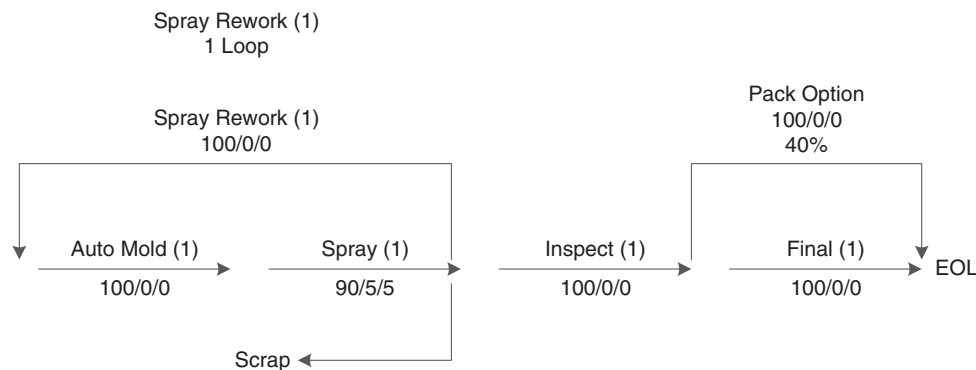 Spray Rework (1)
1 Loop
Pack Option
100/0/0
40%
Spray Rework (1)
100/0/0
Auto Mold (1)
100/0/0
Spray (1)
90/5/5
Inspect (1)
100/0/0
Final (1)
100/0/0
EOL
Scrap